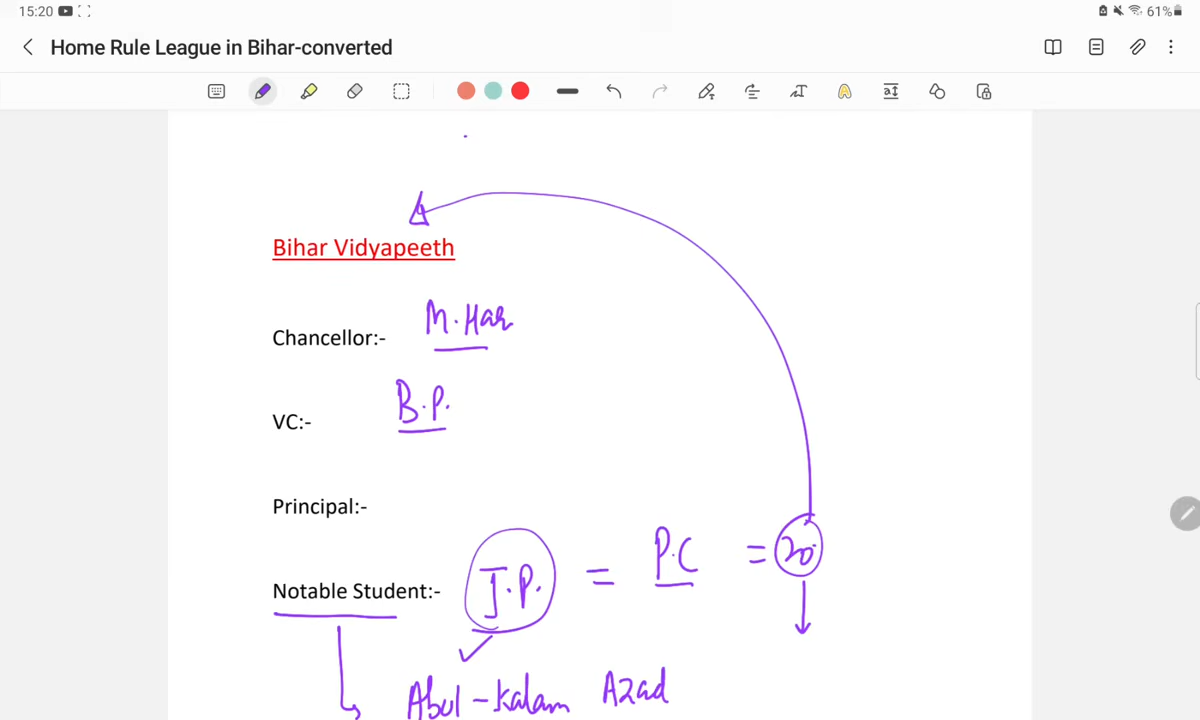 15:20 61%
Home Rule League in Bihar-converted
Bihar Vidyapeeth
Chancellor:- M.Haq
VC:- B.P.
Principal:-
Notable Student:- J.P. = P.C = 20
Abul-Kalam Azad